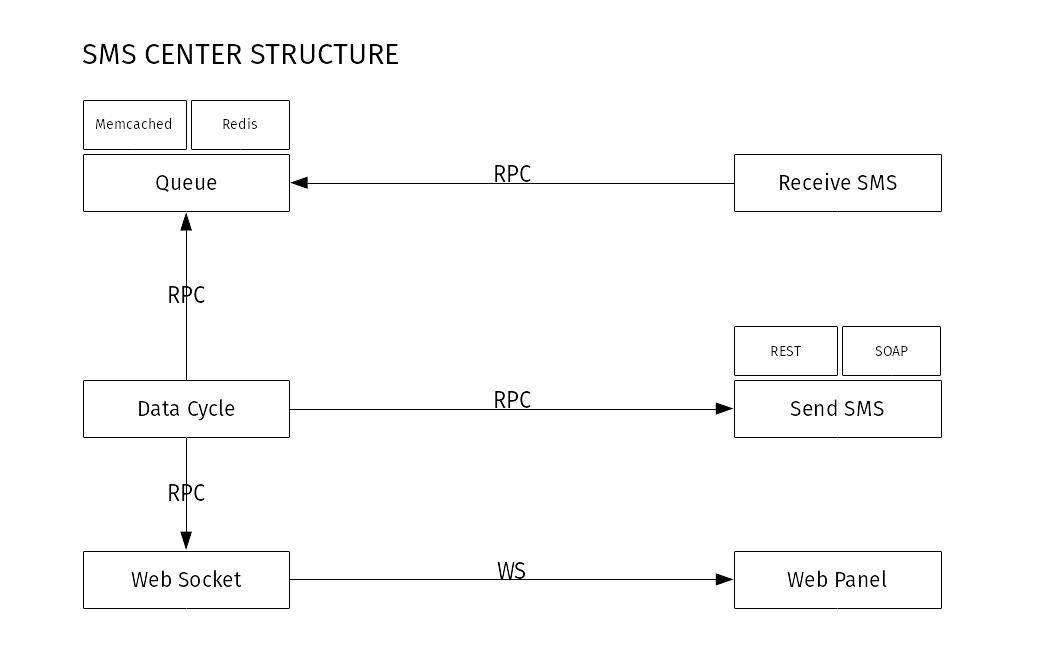 SMS CENTER STRUCTURE
Memcached
Redis
Queue
RPC
Receive SMS
RPC
REST
SOAP
Data Cycle
RPC
Send SMS
RPC
Web Socket
WS
Web Panel